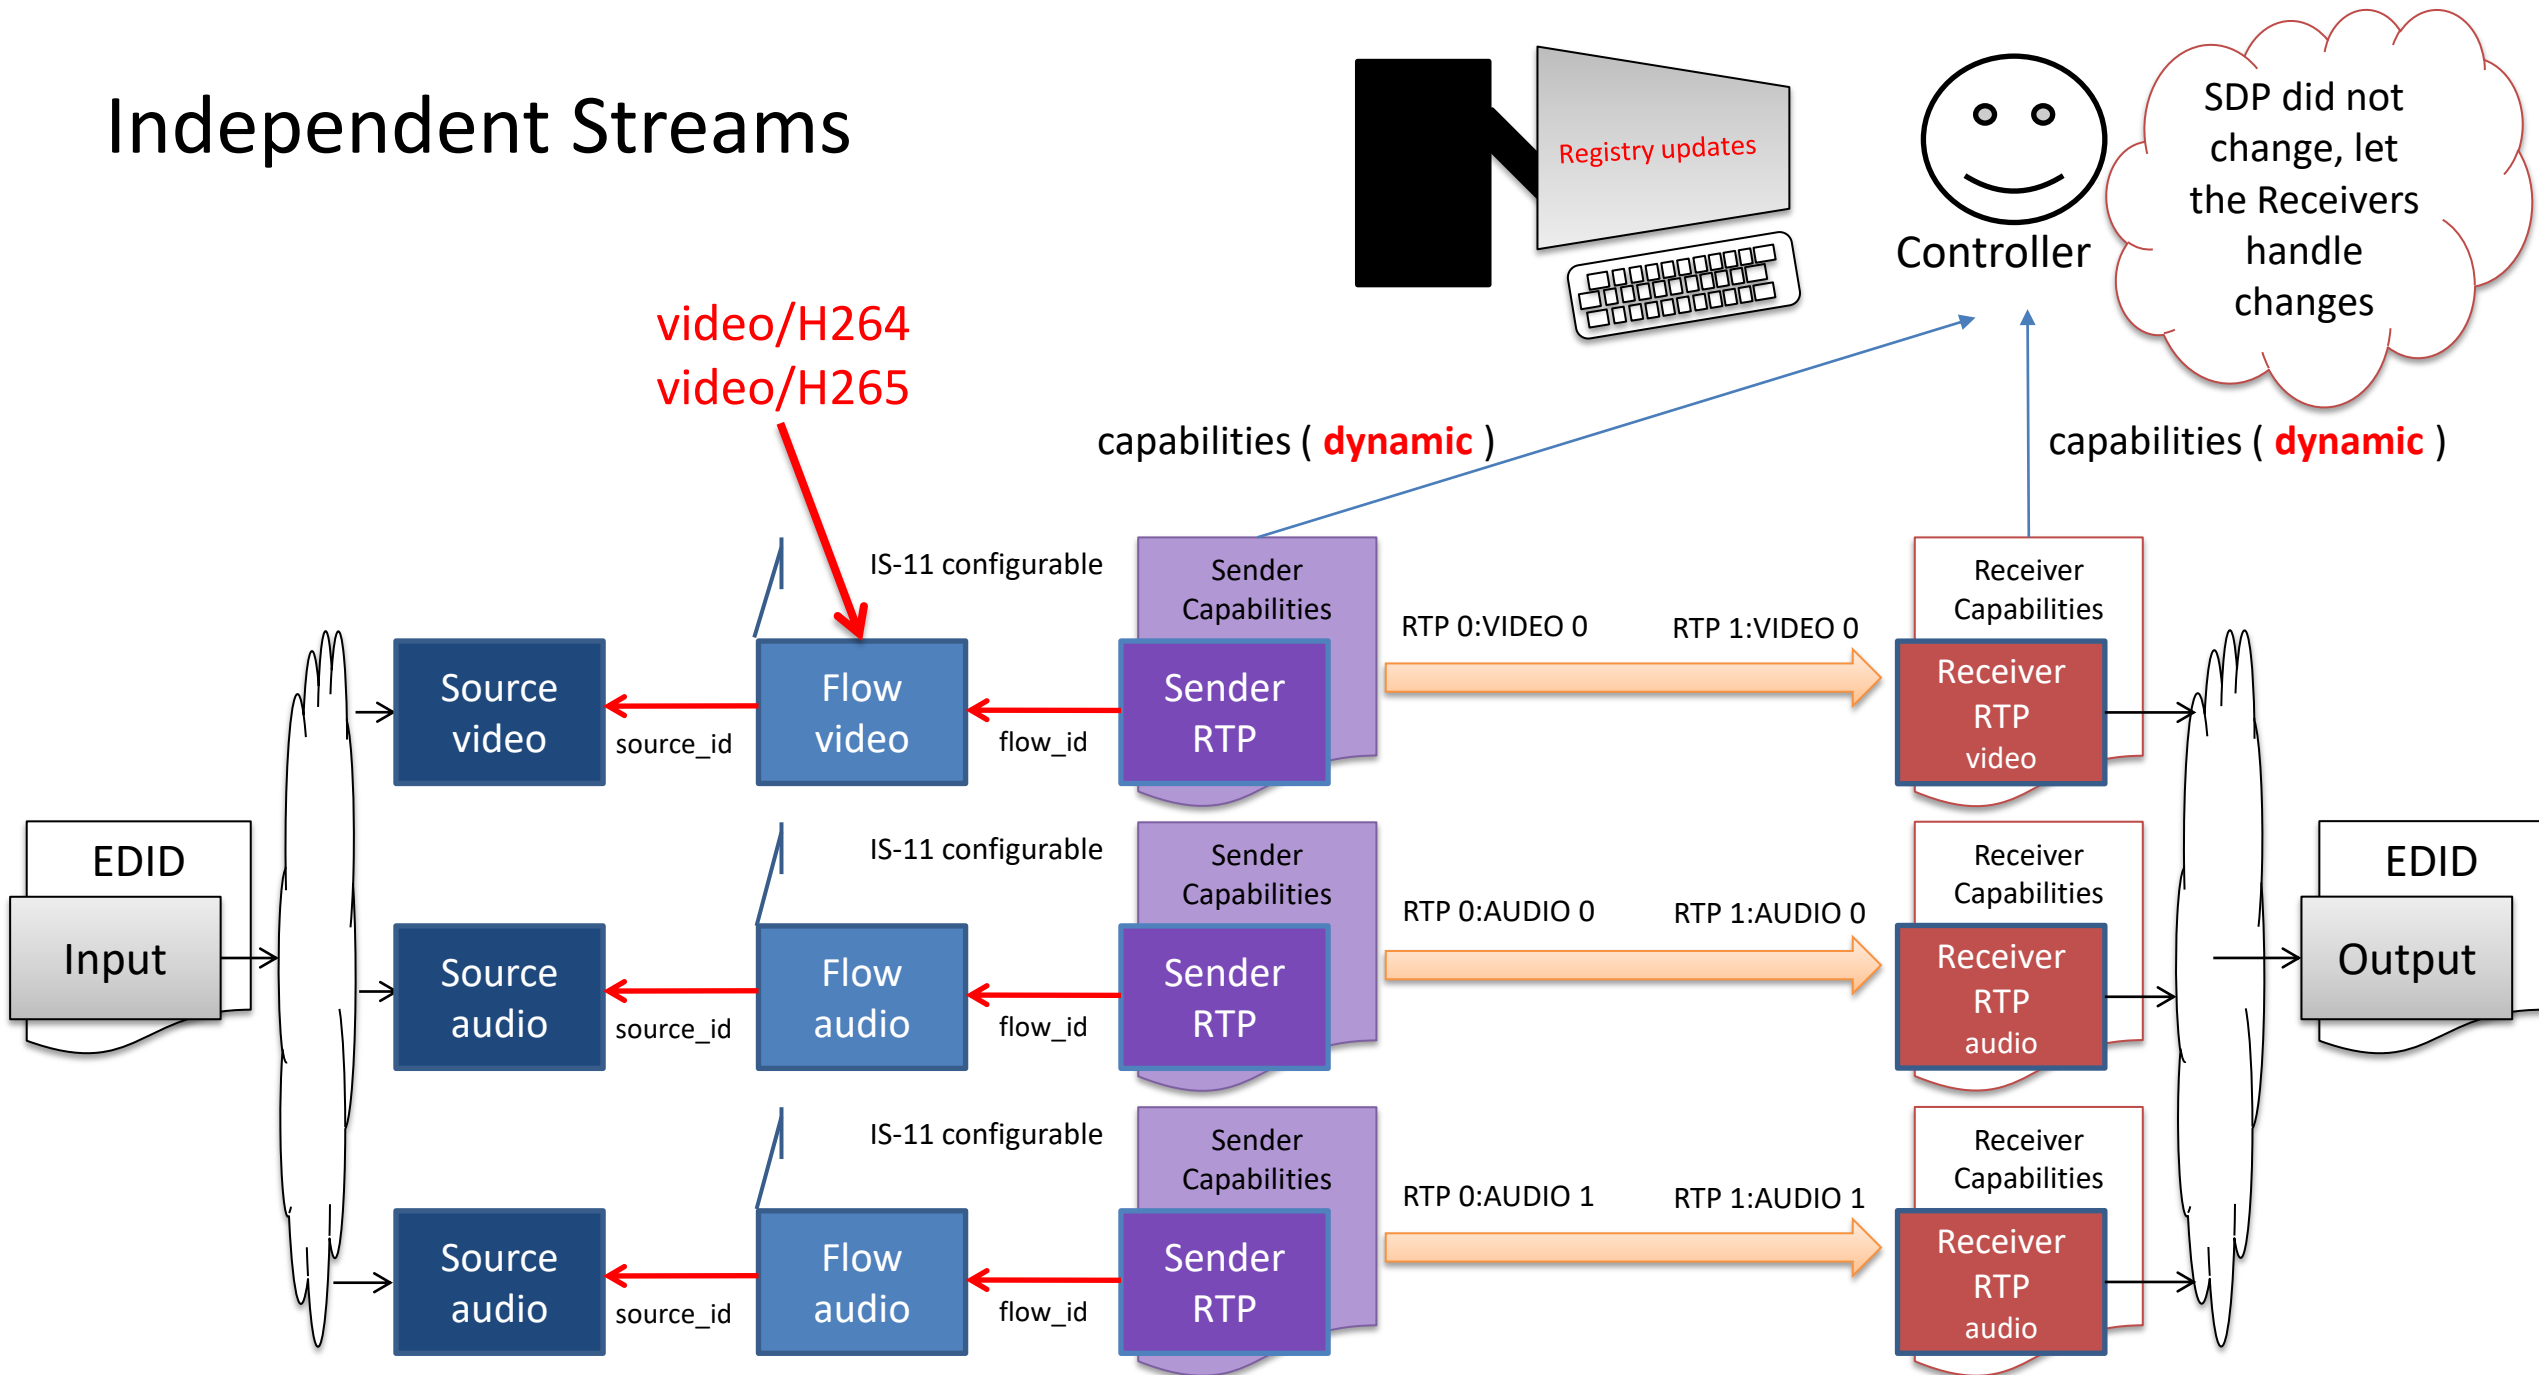 Independent Streams
Registry updates
Controller
SDP did not
change, let
the Receivers
handle
changes
video/H264
video/H265
capabilities ( dynamic )
capabilities ( dynamic )
IS-11 configurable
Sender
Capabilities
RTP 0:VIDEO 0
RTP 1:VIDEO 0
Receiver
Capabilities
Source
video
source_id
Flow
video
flow_id
Sender
RTP
Receiver
RTP
video
EDID
Input
IS-11 configurable
Sender
Capabilities
RTP 0:AUDIO 0
RTP 1:AUDIO 0
Receiver
Capabilities
Source
audio
source_id
Flow
audio
flow_id
Sender
RTP
Receiver
RTP
audio
EDID
Output
IS-11 configurable
Sender
Capabilities
RTP 0:AUDIO 1
RTP 1:AUDIO 1
Receiver
Capabilities
Source
audio
source_id
Flow
audio
flow_id
Sender
RTP
Receiver
RTP
audio